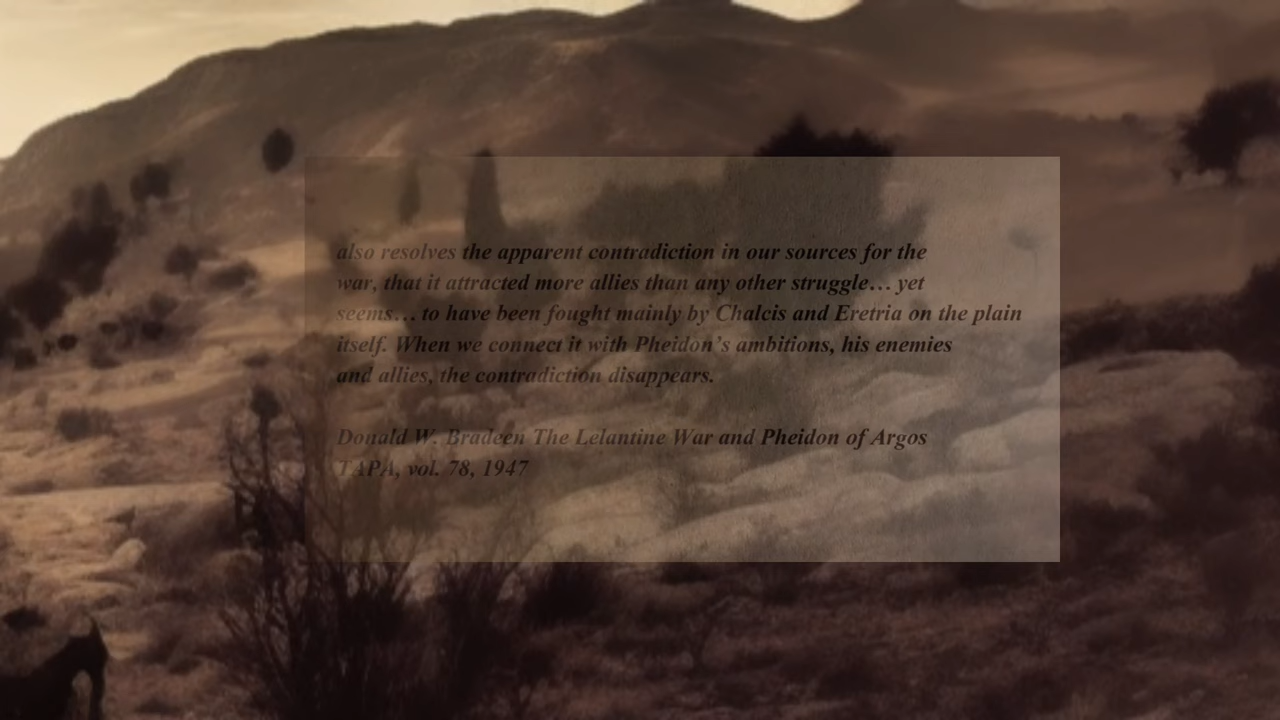 also resolves the apparent contradiction in our sources for the
war, that it attracted more allies than any other struggle… yet
seems… to have been fought mainly by Chalcis and Eretria on the plain
itself. When we connect it with Pheidon’s ambitions, his enemies
and allies, the contradiction disappears.
Donald W. Bradeen The Lelantine War and Pheidon of Argos
TAPA, vol. 78, 1947